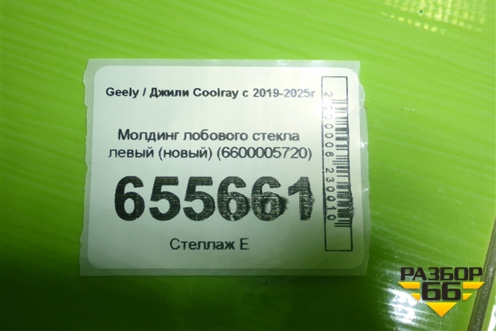 Geely / Джили Coolray с 2019-2025г
Молдинг лобового стекла
левый (новый) (6600005720)
655661
Стеллаж Е
РАЗБОР
66